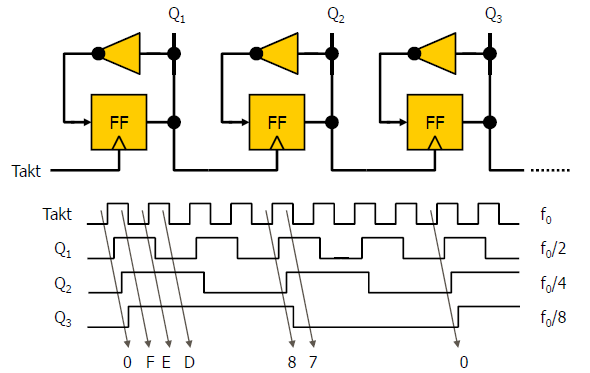 Q₁ Q₂ Q₃
FF FF FF
Takt
Takt f₀
Q₁ f₀/2
Q₂ f₀/4
Q₃ f₀/8
0 F E D 8 7 0